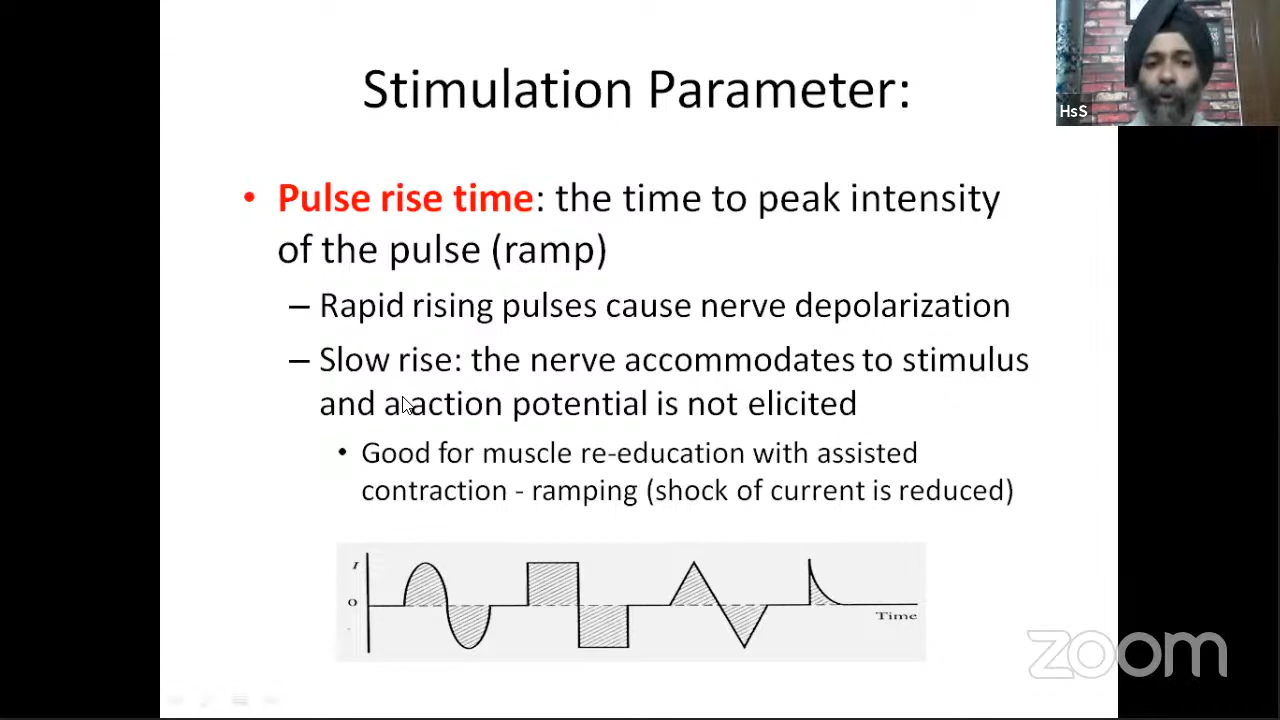 Stimulation Parameter:
HsS
• Pulse rise time: the time to peak intensity
of the pulse (ramp)
– Rapid rising pulses cause nerve depolarization
– Slow rise: the nerve accommodates to stimulus
and a action potential is not elicited
• Good for muscle re-education with assisted
contraction - ramping (shock of current is reduced)
I
0
Time
zoom